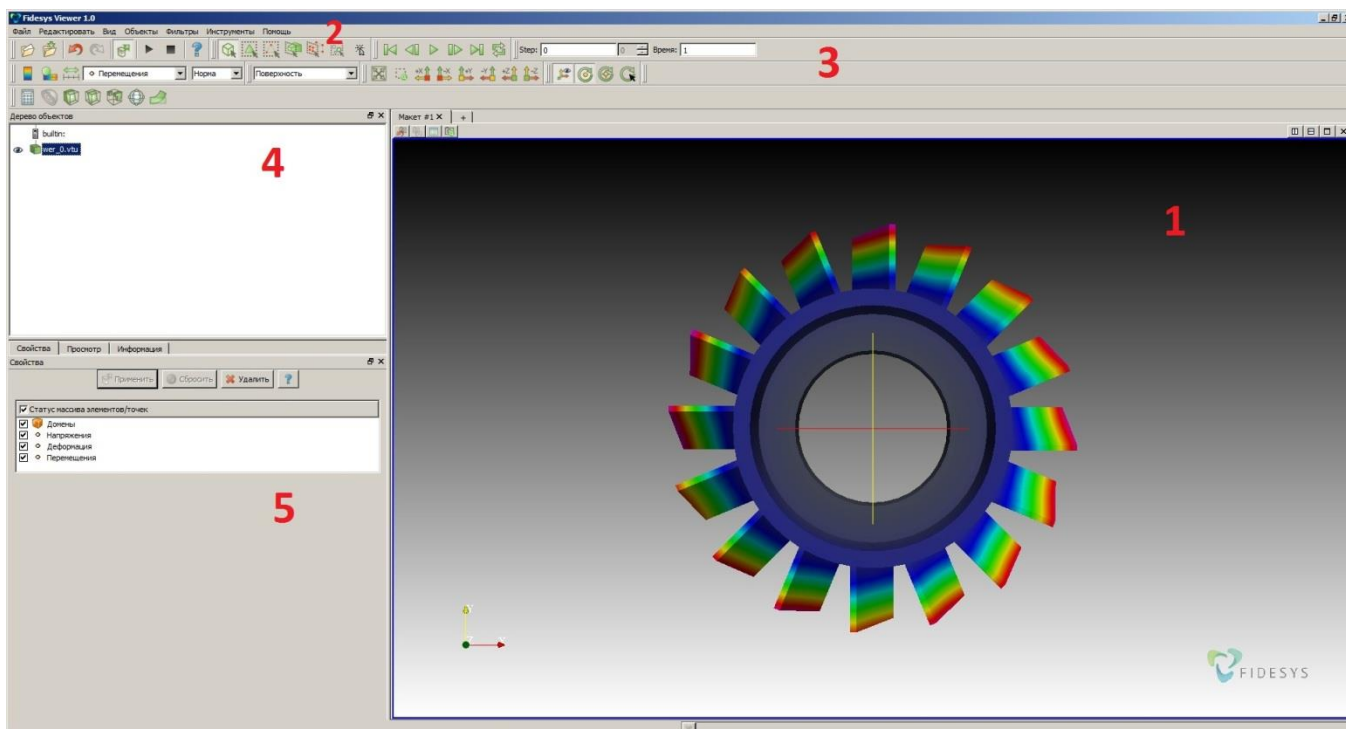 Fidesys Viewer 1.0
Файл Редактировать Вид Объекты Фильтры Инструменты Помощь
2
Step: 0 0 Время: 1
3
Перемещения Норма Поверхность
+X -X +Y -Y +Z -Z
Дерево объектов
Макет #1 X +
builtin:
wer_0.vtu
4
1
Свойства Просмотр Информация
Свойства
Применить Сбросить Удалить ?
Статус массива элементов/точек
Домены
Напряжения
Деформация
Перемещения
5
FIDESYS